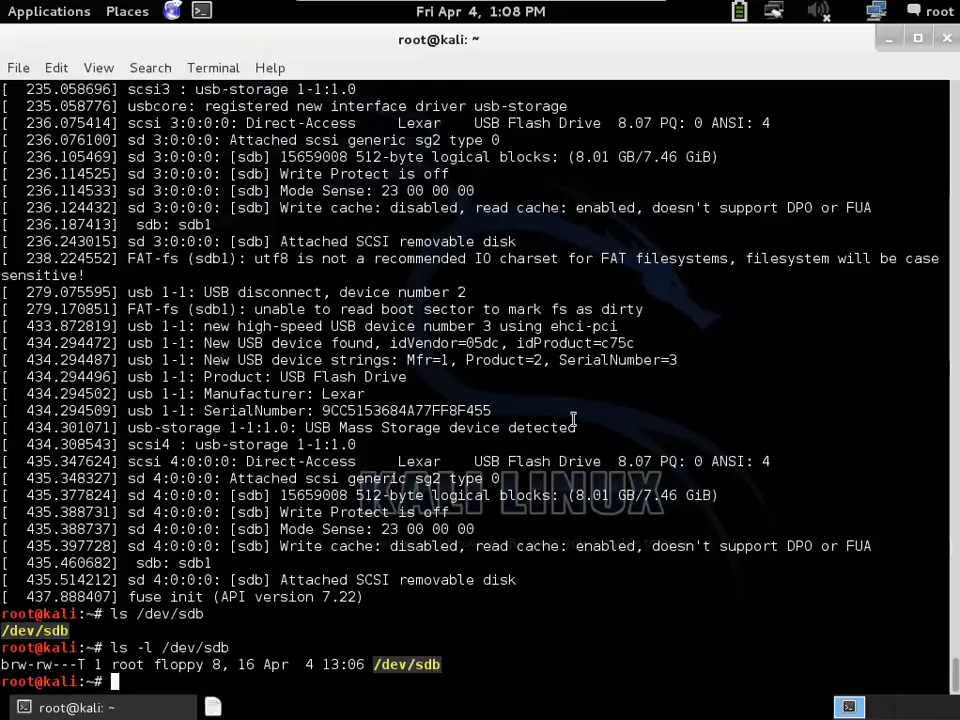 Applications Places Fri Apr 4, 1:08 PM root
root@kali: ~
File Edit View Search Terminal Help
[  235.058696] scsi3 : usb-storage 1-1:1.0
[  235.058776] usbcore: registered new interface driver usb-storage
[  236.075414] scsi 3:0:0:0: Direct-Access     Lexar    USB Flash Drive  8.07 PQ: 0 ANSI: 4
[  236.076100] sd 3:0:0:0: Attached scsi generic sg2 type 0
[  236.105469] sd 3:0:0:0: [sdb] 15659008 512-byte logical blocks: (8.01 GB/7.46 GiB)
[  236.114525] sd 3:0:0:0: [sdb] Write Protect is off
[  236.114533] sd 3:0:0:0: [sdb] Mode Sense: 23 00 00 00
[  236.124432] sd 3:0:0:0: [sdb] Write cache: disabled, read cache: enabled, doesn't support DPO or FUA
[  236.187413]  sdb: sdb1
[  236.243015] sd 3:0:0:0: [sdb] Attached SCSI removable disk
[  238.224552] FAT-fs (sdb1): utf8 is not a recommended IO charset for FAT filesystems, filesystem will be case
sensitive!
[  279.075595] usb 1-1: USB disconnect, device number 2
[  279.170851] FAT-fs (sdb1): unable to read boot sector to mark fs as dirty
[  433.872819] usb 1-1: new high-speed USB device number 3 using ehci-pci
[  434.294472] usb 1-1: New USB device found, idVendor=05dc, idProduct=c75c
[  434.294487] usb 1-1: New USB device strings: Mfr=1, Product=2, SerialNumber=3
[  434.294496] usb 1-1: Product: USB Flash Drive
[  434.294502] usb 1-1: Manufacturer: Lexar
[  434.294509] usb 1-1: SerialNumber: 9CC5153684A77FF8F455
[  434.301071] usb-storage 1-1:1.0: USB Mass Storage device detected
[  434.308543] scsi4 : usb-storage 1-1:1.0
[  435.347624] scsi 4:0:0:0: Direct-Access     Lexar    USB Flash Drive  8.07 PQ: 0 ANSI: 4
[  435.348327] sd 4:0:0:0: Attached scsi generic sg2 type 0
[  435.377824] sd 4:0:0:0: [sdb] 15659008 512-byte logical blocks: (8.01 GB/7.46 GiB)
KALI LINUX
[  435.388731] sd 4:0:0:0: [sdb] Write Protect is off
[  435.388737] sd 4:0:0:0: [sdb] Mode Sense: 23 00 00 00
[  435.397728] sd 4:0:0:0: [sdb] Write cache: disabled, read cache: enabled, doesn't support DPO or FUA
[  435.460682]  sdb: sdb1
[  435.514212] sd 4:0:0:0: [sdb] Attached SCSI removable disk
[  437.888407] fuse init (API version 7.22)
root@kali:~# ls /dev/sdb
/dev/sdb
root@kali:~# ls -l /dev/sdb
brw-rw---T 1 root floppy 8, 16 Apr  4 13:06 /dev/sdb
root@kali:~#
root@kali: ~